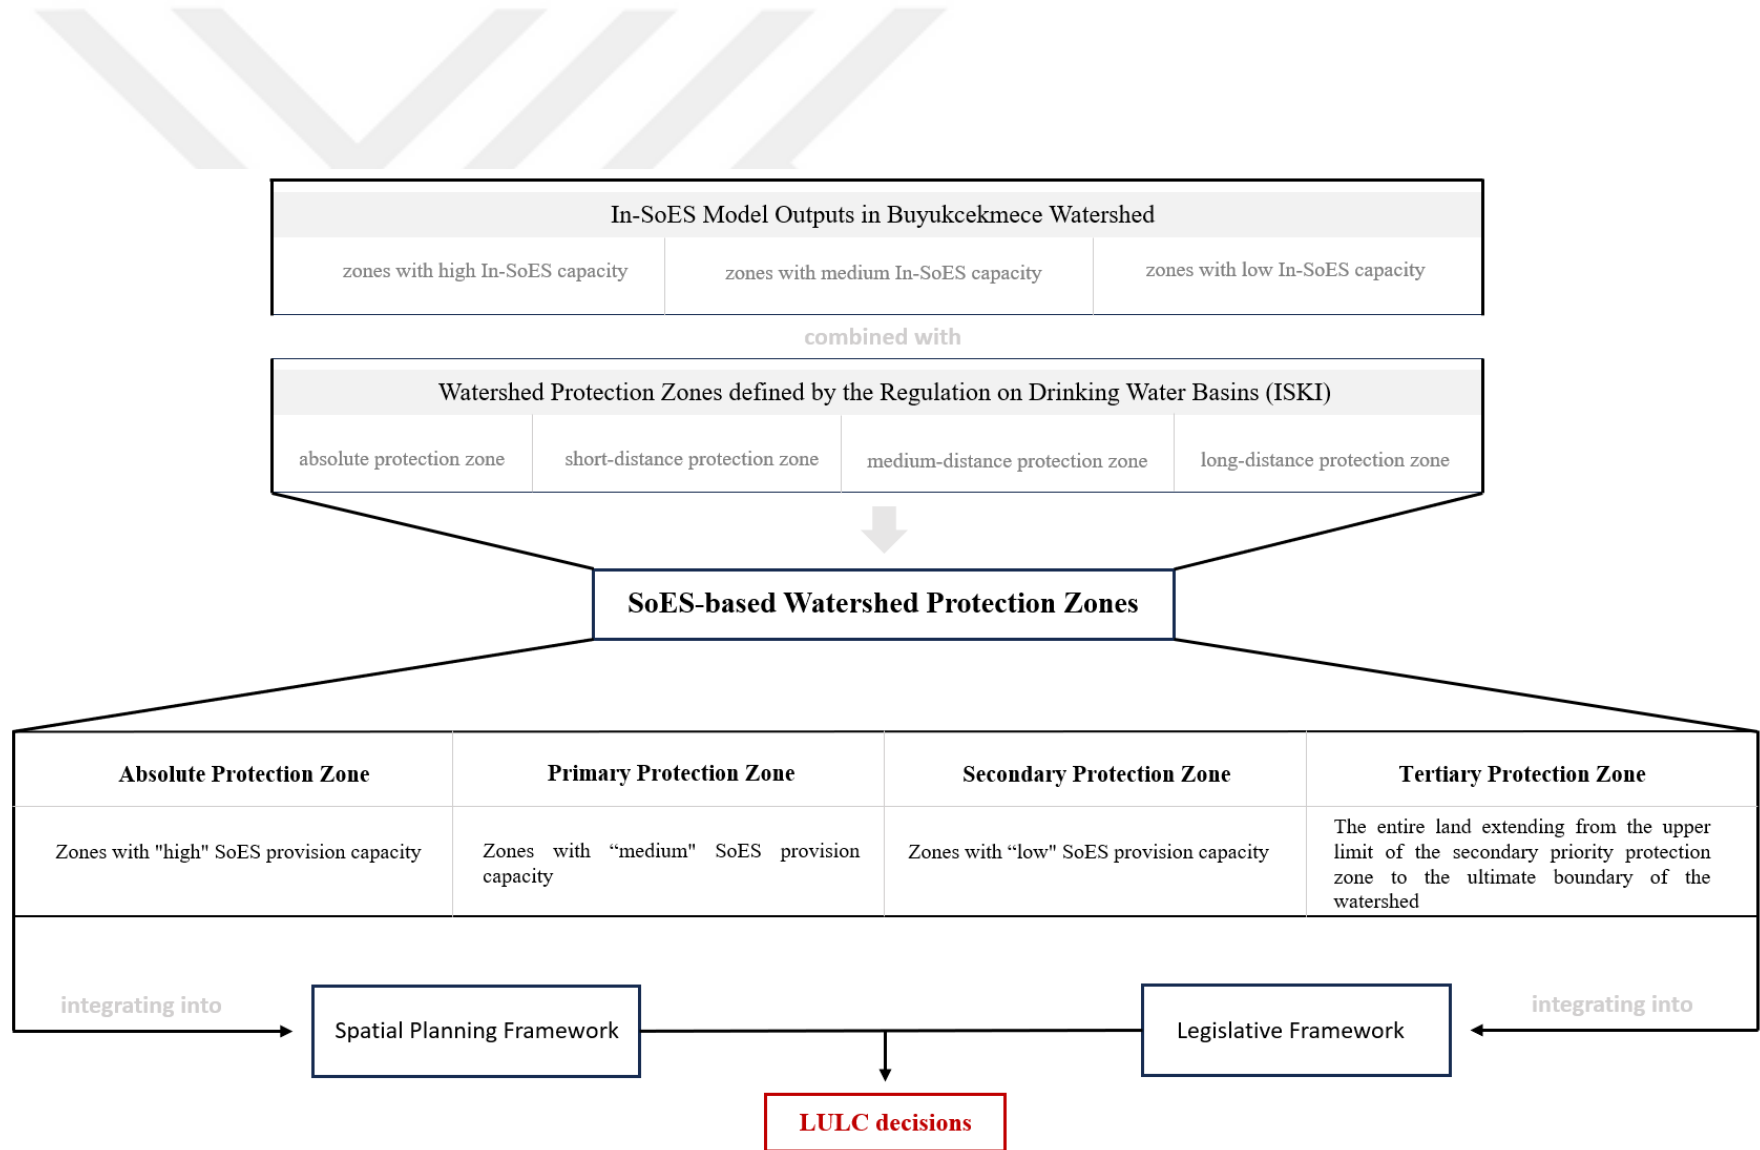 In-SoES Model Outputs in Buyukcekmece Watershed
zones with high In-SoES capacity
zones with medium In-SoES capacity
zones with low In-SoES capacity
combined with
Watershed Protection Zones defined by the Regulation on Drinking Water Basins (ISKI)
absolute protection zone
short-distance protection zone
medium-distance protection zone
long-distance protection zone
SoES-based Watershed Protection Zones
Absolute Protection Zone
Primary Protection Zone
Secondary Protection Zone
Tertiary Protection Zone
Zones with "high" SoES provision capacity
Zones with “medium" SoES provision
capacity
Zones with “low" SoES provision capacity
The entire land extending from the upper
limit of the secondary priority protection
zone to the ultimate boundary of the
watershed
integrating into
Spatial Planning Framework
Legislative Framework
integrating into
LULC decisions